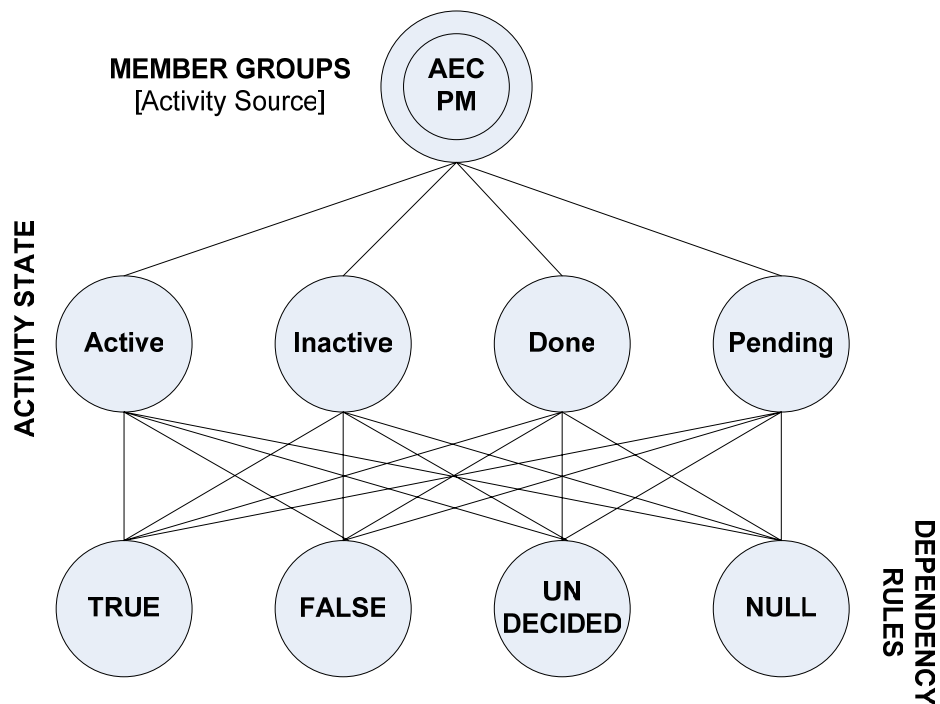 MEMBER GROUPS
[Activity Source]
AEC
PM
ACTIVITY STATE
Active
Inactive
Done
Pending
TRUE
FALSE
UN
DECIDED
NULL
DEPENDENCY
RULES